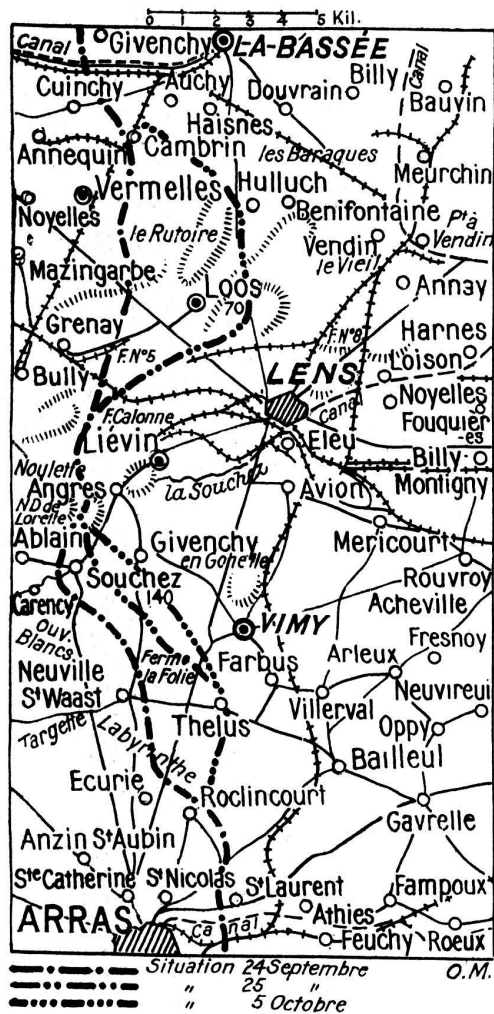 0 1 2 3 4 5 Kil.
Canal Givenchy LA-BASSÉE
Cuinchy Auchy Douvrain Billy Canal Bauvin
Haisnes
Annequin Cambrin les Baraques Meurchin
Vermelles Hulluch
Noyelles Benifontaine
le Rutoire Vendin le Vieil Pt à Vendin
Mazingarbe Loos Annay
70
Grenay F. N°8 Harnes
F. N°5 Loison
Bully LENS Noyelles
F. Calonne Canal Fouquier-es
Liévin Eleu Billy
Noulette la Souchez Montigny
Angres Avion
N.D de Lorette
Ablain Givenchy en Gohelle Mericourt
Souchez Rouvroy
140 Acheville
Carency VIMY
Ouv. Blancs Fresnoy
Ferme la Folie Farbus Arleux
Neuville St Waast Villerval Neuvireuil
Targette Thelus Oppy
Labyrinthe Bailleul
Ecurie Roclincourt
Gavrelle
Anzin St Aubin
Ste Catherine St Nicolas St Laurent Fampoux
ARRAS Canal Athies
Feuchy Roeux
Situation 24 Septembre O.M.
" 25 "
" 5 Octobre